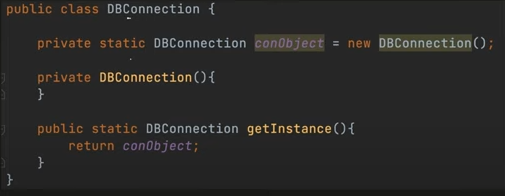 public class DBConnection {
private static DBConnection conObject = new DBConnection();
private DBConnection(){
}
public static DBConnection getInstance(){
return conObject;
}
}